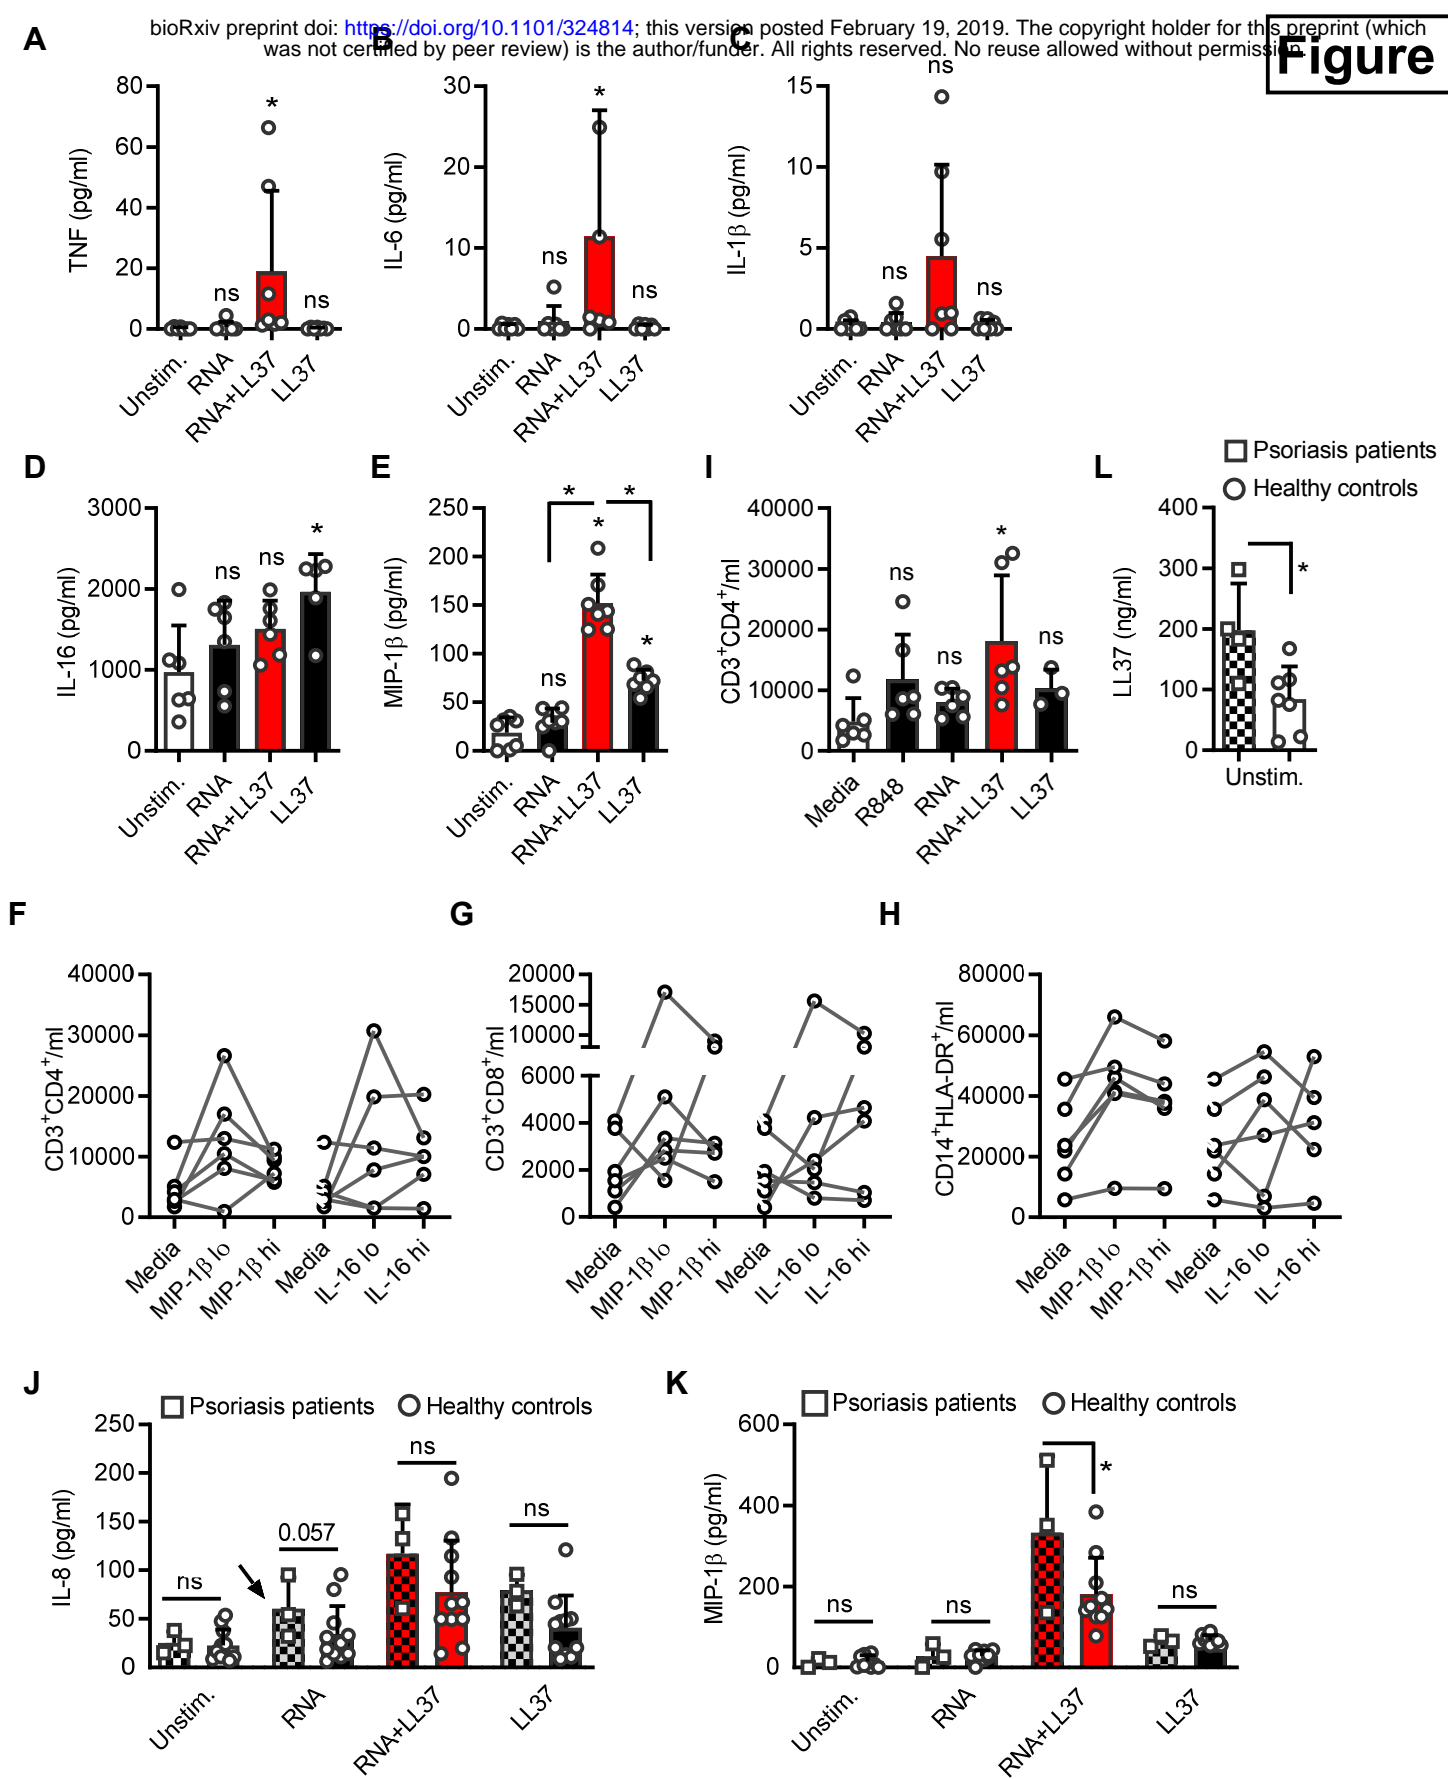 bioRxiv preprint doi: https://doi.org/10.1101/324814; this version posted February 19, 2019. The copyright holder for this preprint (which
was not certified by peer review) is the author/funder. All rights reserved. No reuse allowed without permission.
Figure
A
TNF (pg/ml)
80
60
40
20
0
ns
*
ns
Unstim.
RNA
RNA+LL37
LL37
B
IL-6 (pg/ml)
30
20
10
0
ns
*
ns
Unstim.
RNA
RNA+LL37
LL37
C
IL-1β (pg/ml)
15
10
5
0
ns
ns
ns
Unstim.
RNA
RNA+LL37
LL37
D
IL-16 (pg/ml)
3000
2000
1000
0
ns
ns
*
Unstim.
RNA
RNA+LL37
LL37
E
MIP-1β (pg/ml)
250
200
150
100
50
0
* *
ns
*
*
Unstim.
RNA
RNA+LL37
LL37
I
CD3+CD4+/ml
40000
30000
20000
10000
0
ns
ns
*
ns
Media
R848
RNA
RNA+LL37
LL37
L
Psoriasis patients
Healthy controls
LL37 (ng/ml)
400
300
200
100
0
*
Unstim.
F
CD3+CD4+/ml
40000
30000
20000
10000
0
Media
MIP-1β lo
MIP-1β hi
Media
IL-16 lo
IL-16 hi
G
CD3+CD8+/ml
20000
15000
10000
6000
4000
2000
0
Media
MIP-1β lo
MIP-1β hi
Media
IL-16 lo
IL-16 hi
H
CD14+HLA-DR+/ml
80000
60000
40000
20000
0
Media
MIP-1β lo
MIP-1β hi
Media
IL-16 lo
IL-16 hi
J
Psoriasis patients
Healthy controls
IL-8 (pg/ml)
250
200
150
100
50
0
ns
0.057
ns
ns
Unstim.
RNA
RNA+LL37
LL37
K
Psoriasis patients
Healthy controls
MIP-1β (pg/ml)
600
400
200
0
ns
ns
*
ns
Unstim.
RNA
RNA+LL37
LL37